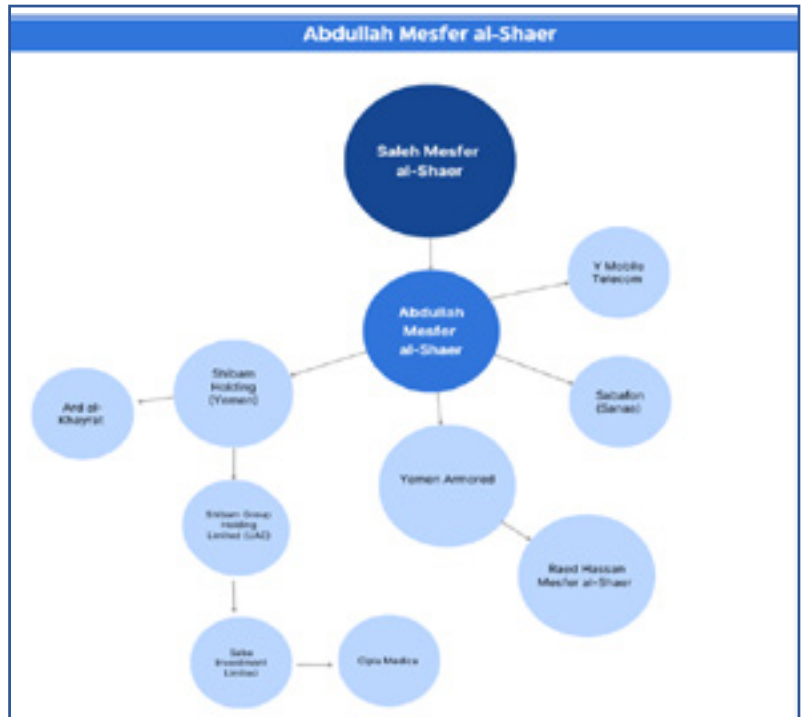 Abdullah Mesfer al-Shaer
Saleh Mesfer
al-Shaer
Y Mobile
Telecom
Abdullah
Mesfer
al-Shaer
Shibam
Holding
(Yemen)
Ard al-
Khayrat
Sabafon
(Sanaa)
Yemen Armored
Shibam Group
Holding
Limited (UAE)
Raed Hassan
Mesfer al-Shaer
Saba
Investment
Limited
Cipla Medica